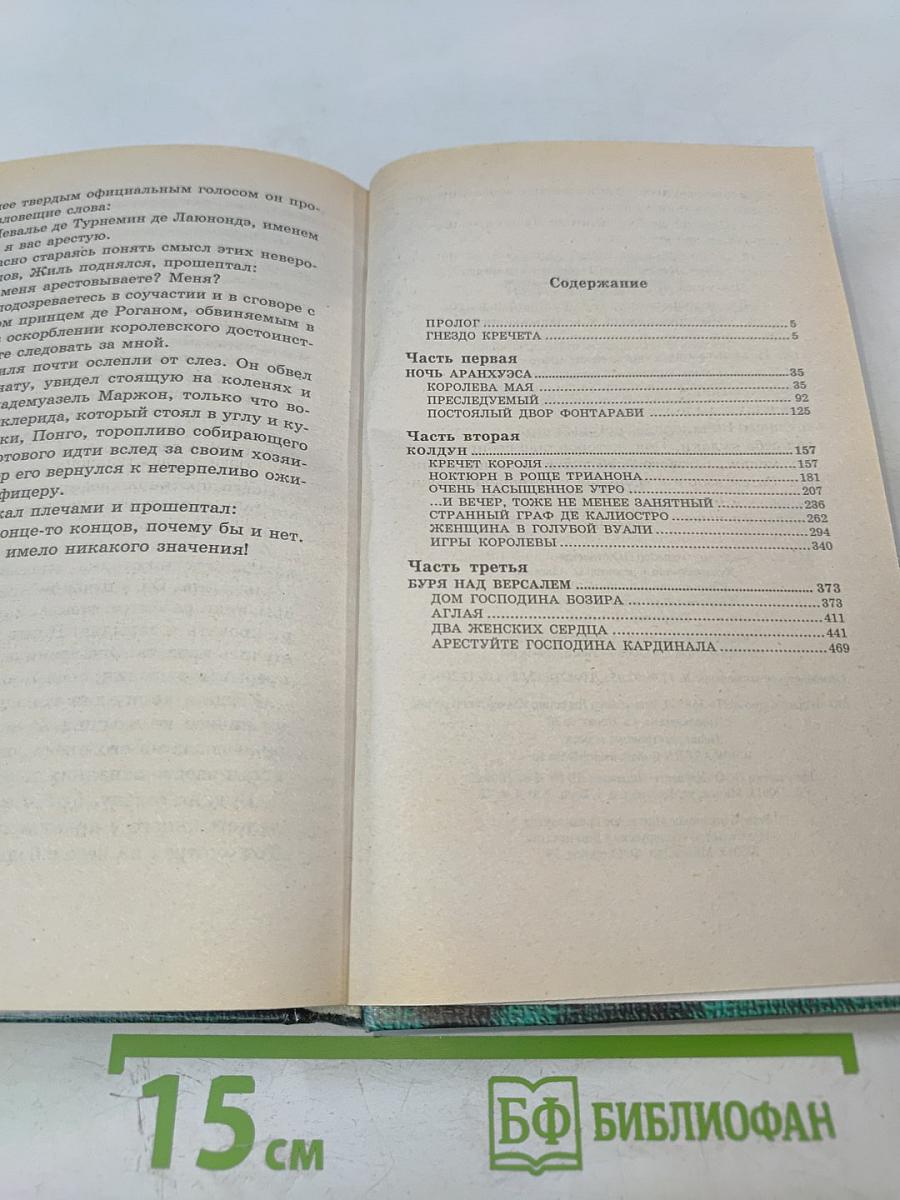 ее твердым официальным голосом он про-
ловещие слова:
Шевалье де Турнемин де Лаюнондэ, именем
я вас арестую.
асно стараясь понять смысл этих неверо-
ов, Жиль поднялся, прошептал:
меня арестовываете? Меня?
подозреваетесь в соучастии и в сговоре с
м принцем де Роганом, обвиняемым в
оскорблении королевского достоинст-
те следовать за мной.
иля почти ослепли от слез. Он обвел
нату, увидел стоящую на коленях и
адемуазель Маржон, только что во-
клерида, который стоял в углу и ку-
ки, Понго, торопливо собирающего
отового идти вслед за своим хозяи-
р его вернулся к нетерпеливо ожи-
фицеру.
кал плечами и прошептал:
онце-то концов, почему бы и нет.
имело никакого значения!
Содержание
ПРОЛОГ 5
ГНЕЗДО КРЕЧЕТА 5
Часть первая
НОЧЬ АРАНХУЭСА 35
КОРОЛЕВА МАЯ 35
ПРЕСЛЕДУЕМЫЙ 92
ПОСТОЯЛЫЙ ДВОР ФОНТАРАБИ 125
Часть вторая
КОЛДУН 157
КРЕЧЕТ КОРОЛЯ 157
НОКТЮРН В РОЩЕ ТРИАНОНА 181
ОЧЕНЬ НАСЫЩЕННОЕ УТРО 207
...И ВЕЧЕР, ТОЖЕ НЕ МЕНЕЕ ЗАНЯТНЫЙ 236
СТРАННЫЙ ГРАФ ДЕ КАЛИОСТРО 262
ЖЕНЩИНА В ГОЛУБОЙ ВУАЛИ 294
ИГРЫ КОРОЛЕВЫ 340
Часть третья
БУРЯ НАД ВЕРСАЛЕМ 373
ДОМ ГОСПОДИНА БОЗИРА 373
АГЛАЯ 411
ДВА ЖЕНСКИХ СЕРДЦА 441
АРЕСТУЙТЕ ГОСПОДИНА КАРДИНАЛА 469
15 см
БФ БИБЛИОФАН